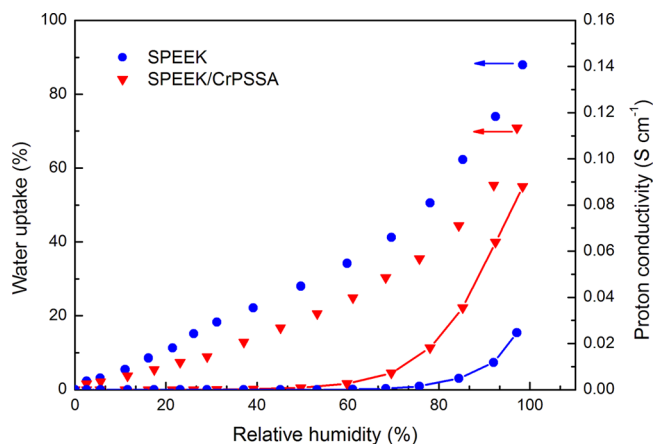 100
80
60
40
20
0
Water uptake (%)
SPEEK
SPEEK/CrPSSA
0.16
0.14
0.12
0.10
0.08
0.06
0.04
0.02
0.00
Proton conductivity (S cm⁻¹)
0 20 40 60 80 100
Relative humidity (%)